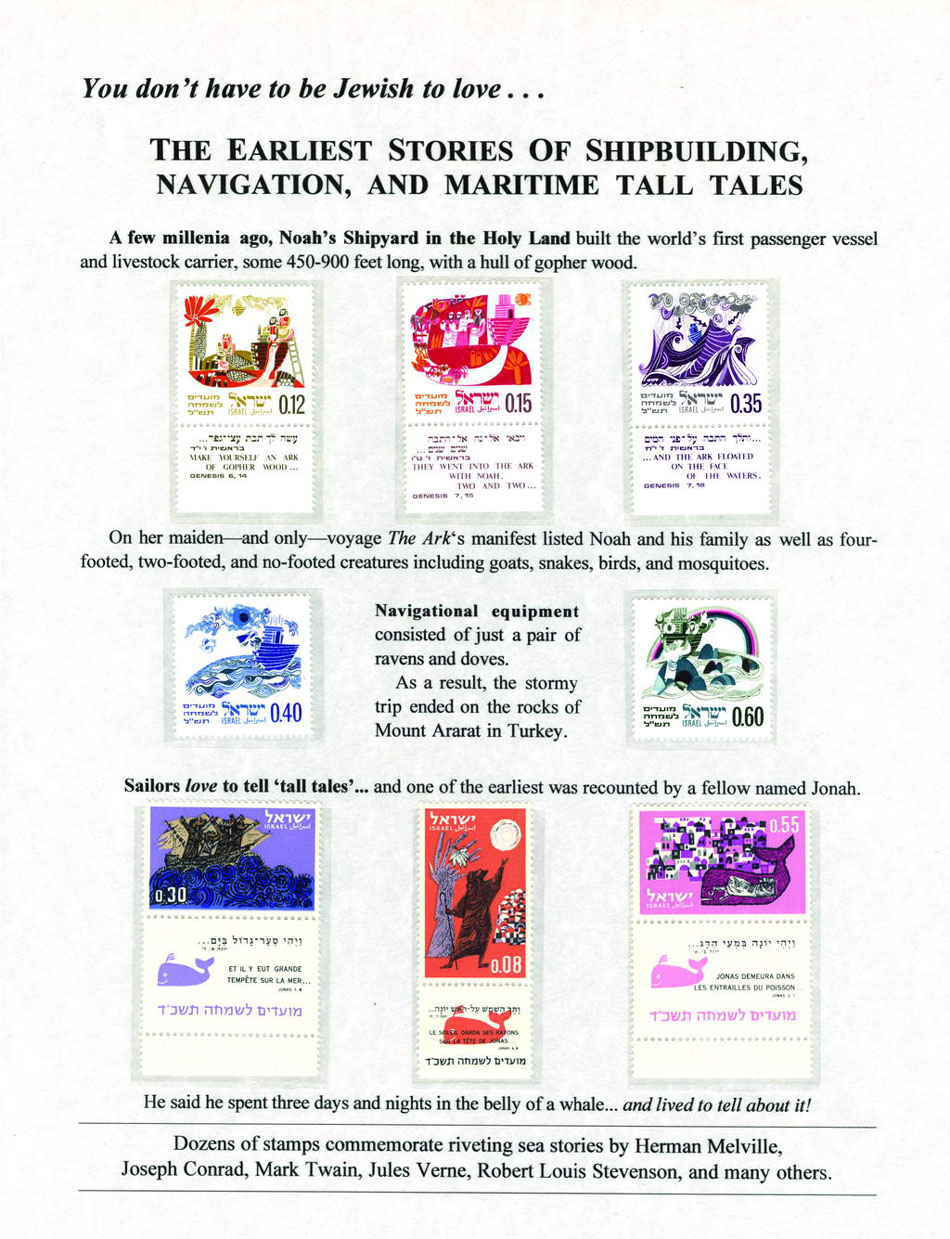 You don't have to be Jewish to love . . .
THE EARLIEST STORIES OF SHIPBUILDING,
NAVIGATION, AND MARITIME TALL TALES
A few millenia ago, Noah's Shipyard in the Holy Land built the world's first passenger vessel
and livestock carrier, some 450-900 feet long, with a hull of gopher wood.
מועדים
לשמחה
תש"ל
ישראל
ISRAEL اسرائيل
0.12
עשה לך תבת עצי-גפר...
MAKE YOURSELF AN ARK
OF GOPHER WOOD...
GENESIS 6, 14
מועדים
לשמחה
תש"ל
ישראל
ISRAEL اسرائيل
0.15
ויבאו אל-נח אל-התבה
שנים שנים...
THEY WENT INTO THE ARK
WITH NOAH,
TWO AND TWO...
GENESIS 7, 15
מועדים
לשמחה
תש"ל
ישראל
ISRAEL اسرائيل
0.35
...ותלך התבה על-פני המים
...AND THE ARK FLOATED
ON THE FACE
OF THE WATERS.
GENESIS 7, 18
On her maiden—and only—voyage The Ark‘s manifest listed Noah and his family as well as four-
footed, two-footed, and no-footed creatures including goats, snakes, birds, and mosquitoes.
מועדים
לשמחה
תש"ל
ישראל
ISRAEL اسرائيل
0.40
Navigational equipment
consisted of just a pair of
ravens and doves.
As a result, the stormy
trip ended on the rocks of
Mount Ararat in Turkey.
מועדים
לשמחה
תש"ל
ישראל
ISRAEL اسرائيل
0.60
Sailors love to tell ‘tall tales’... and one of the earliest was recounted by a fellow named Jonah.
ישראל
ISRAEL اسرائيل
0.30
וַיְהִי סַעַר-גָּדוֹל בַּיָּם...
ET IL Y EUT GRANDE
TEMPÊTE SUR LA MER...
JONAS 1, 4
מועדים לשמחה תשכ"ד
ישראל
ISRAEL اسرائيل
0.08
וַתַּךְ הַשֶּׁמֶשׁ עַל-רֹאשׁ יוֹנָה...
LE SOLEIL DARDA SES RAYONS
SUR LA TÊTE DE JONAS...
JONAS 4, 8
מועדים לשמחה תשכ"ד
0.55
ישראל
ISRAEL اسرائيل
וַיְהִי יוֹנָה בִּמְעֵי הַדָּג...
JONAS DEMEURA DANS
LES ENTRAILLES DU POISSON...
JONAS 2, 1
מועדים לשמחה תשכ"ד
He said he spent three days and nights in the belly of a whale... and lived to tell about it!
Dozens of stamps commemorate riveting sea stories by Herman Melville,
Joseph Conrad, Mark Twain, Jules Verne, Robert Louis Stevenson, and many others.